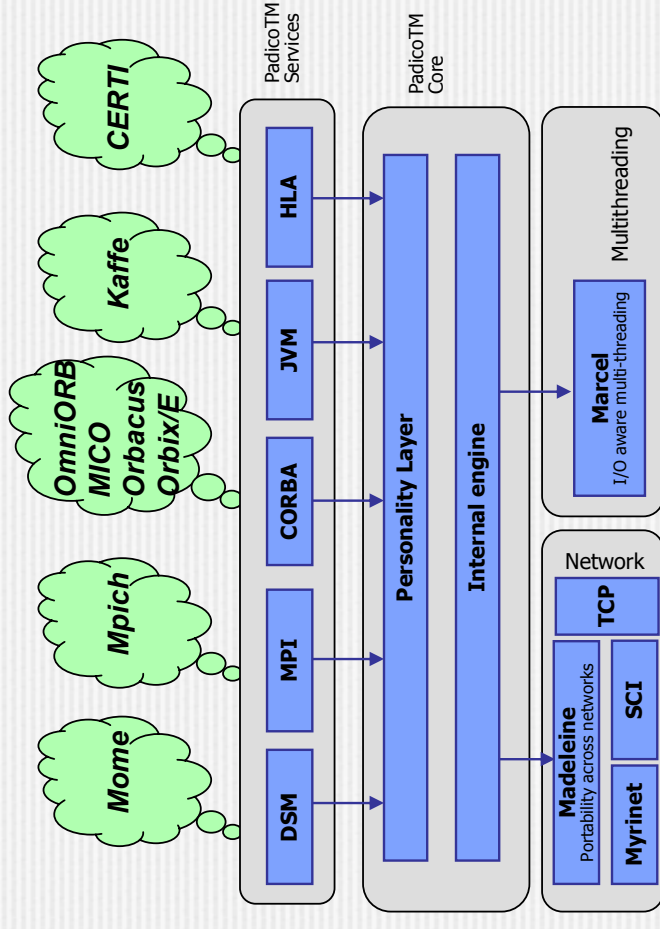 Mome
Mpich
OmniORB
MICO
Orbacus
Orbix/E
Kaffe
CERTI
DSM
MPI
CORBA
JVM
HLA
PadicoTM
Services
Personality Layer
Internal engine
PadicoTM
Core
Madeleine
Portability across networks
Myrinet
SCI
TCP
Network
Marcel
I/O aware multi-threading
Multithreading